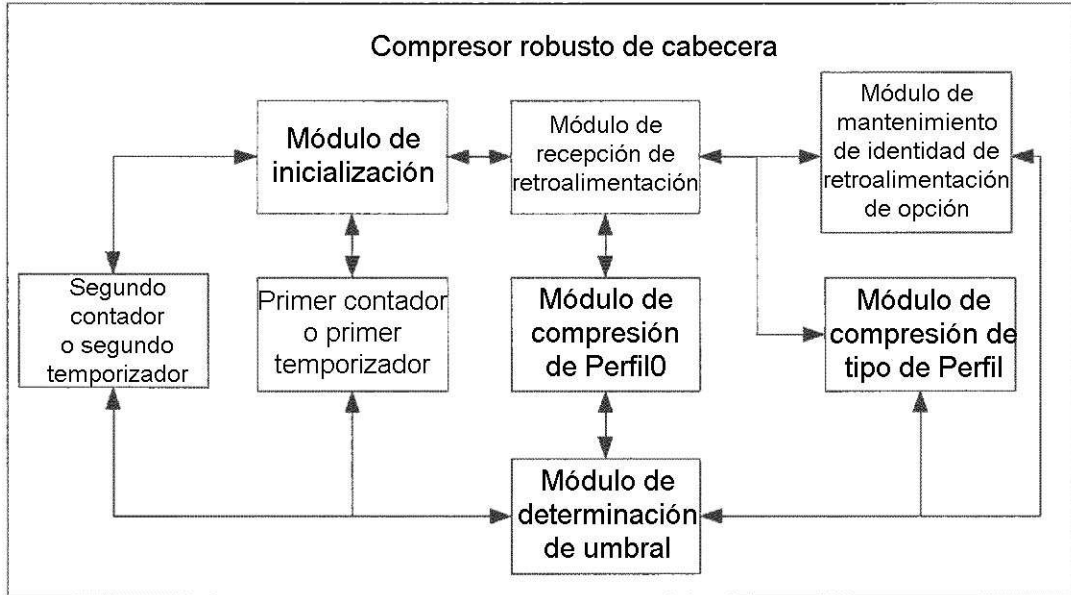 Compresor robusto de cabecera
Módulo de
inicialización
Módulo de
recepción de
retroalimentación
Módulo de
mantenimiento
de identidad de
retroalimentación
de opción
Segundo
contador
o segundo
temporizador
Primer contador
o primer
temporizador
Módulo de
compresión
de Perfil0
Módulo de
compresión de
tipo de Perfil
Módulo de
determinación
de umbral